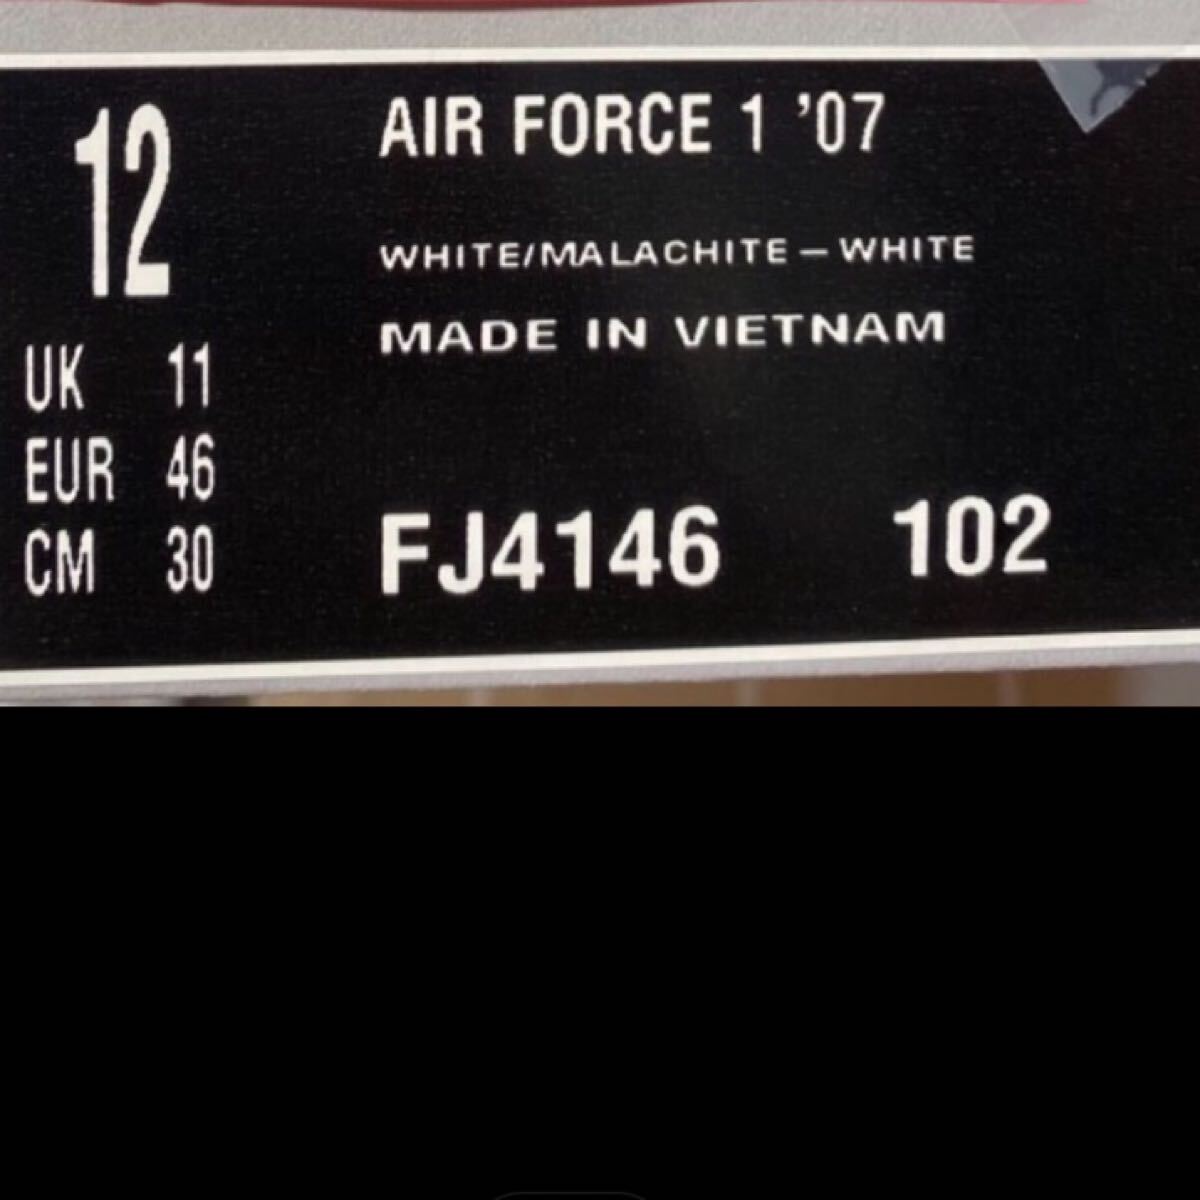 12
UK 11
EUR 46
CM 30
AIR FORCE 1 ’07
WHITE/MALACHITE – WHITE
MADE IN VIETNAM
FJ4146 102